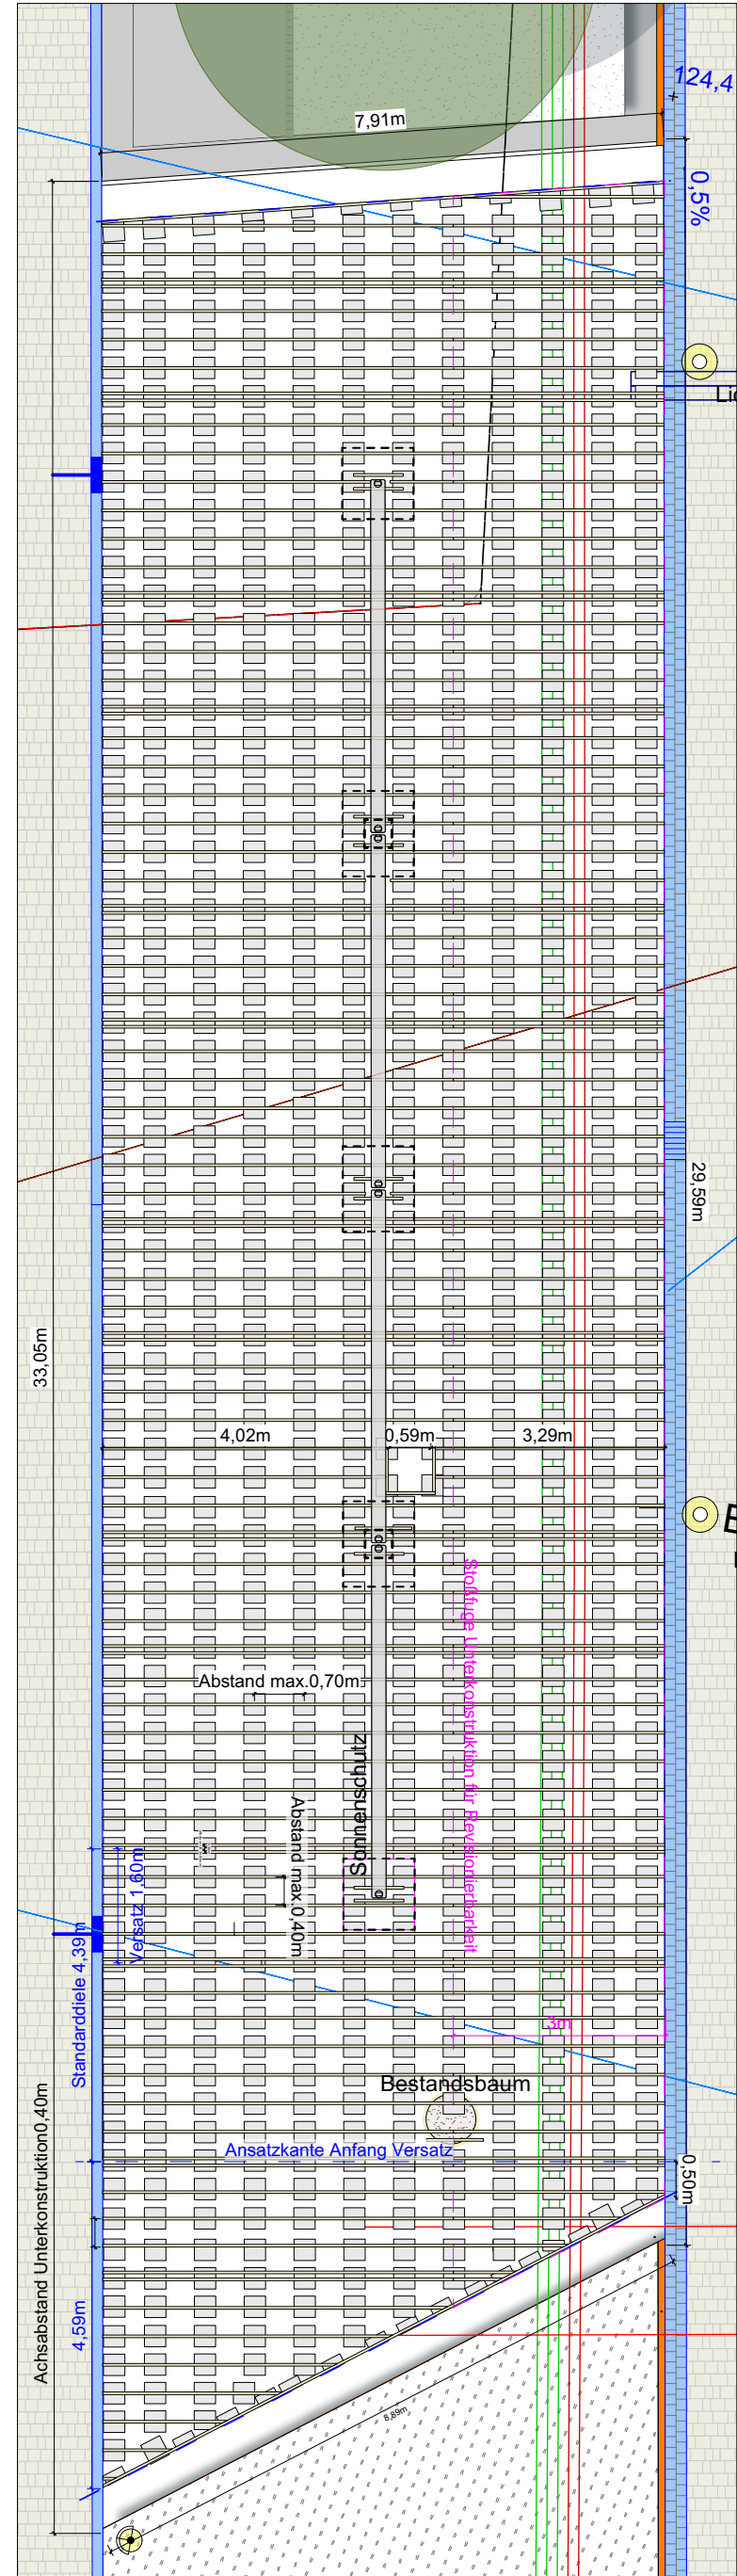 124,4
7,91m
0,5%
Lic
29,59m
33,05m
4,02m
0,59m
3,29m
Stoßfuge Unterkonstruktion für Revisionierbarkeit
Abstand max.0,70m
Sonnenschutz
Abstand max.0,40m
Versatz 1,60m
Standarddiele 4,39m
3m
Bestandsbaum
Ansatzkante Anfang Versatz
0,50m
Achsabstand Unterkonstruktion0,40m
4,59m
8,89m